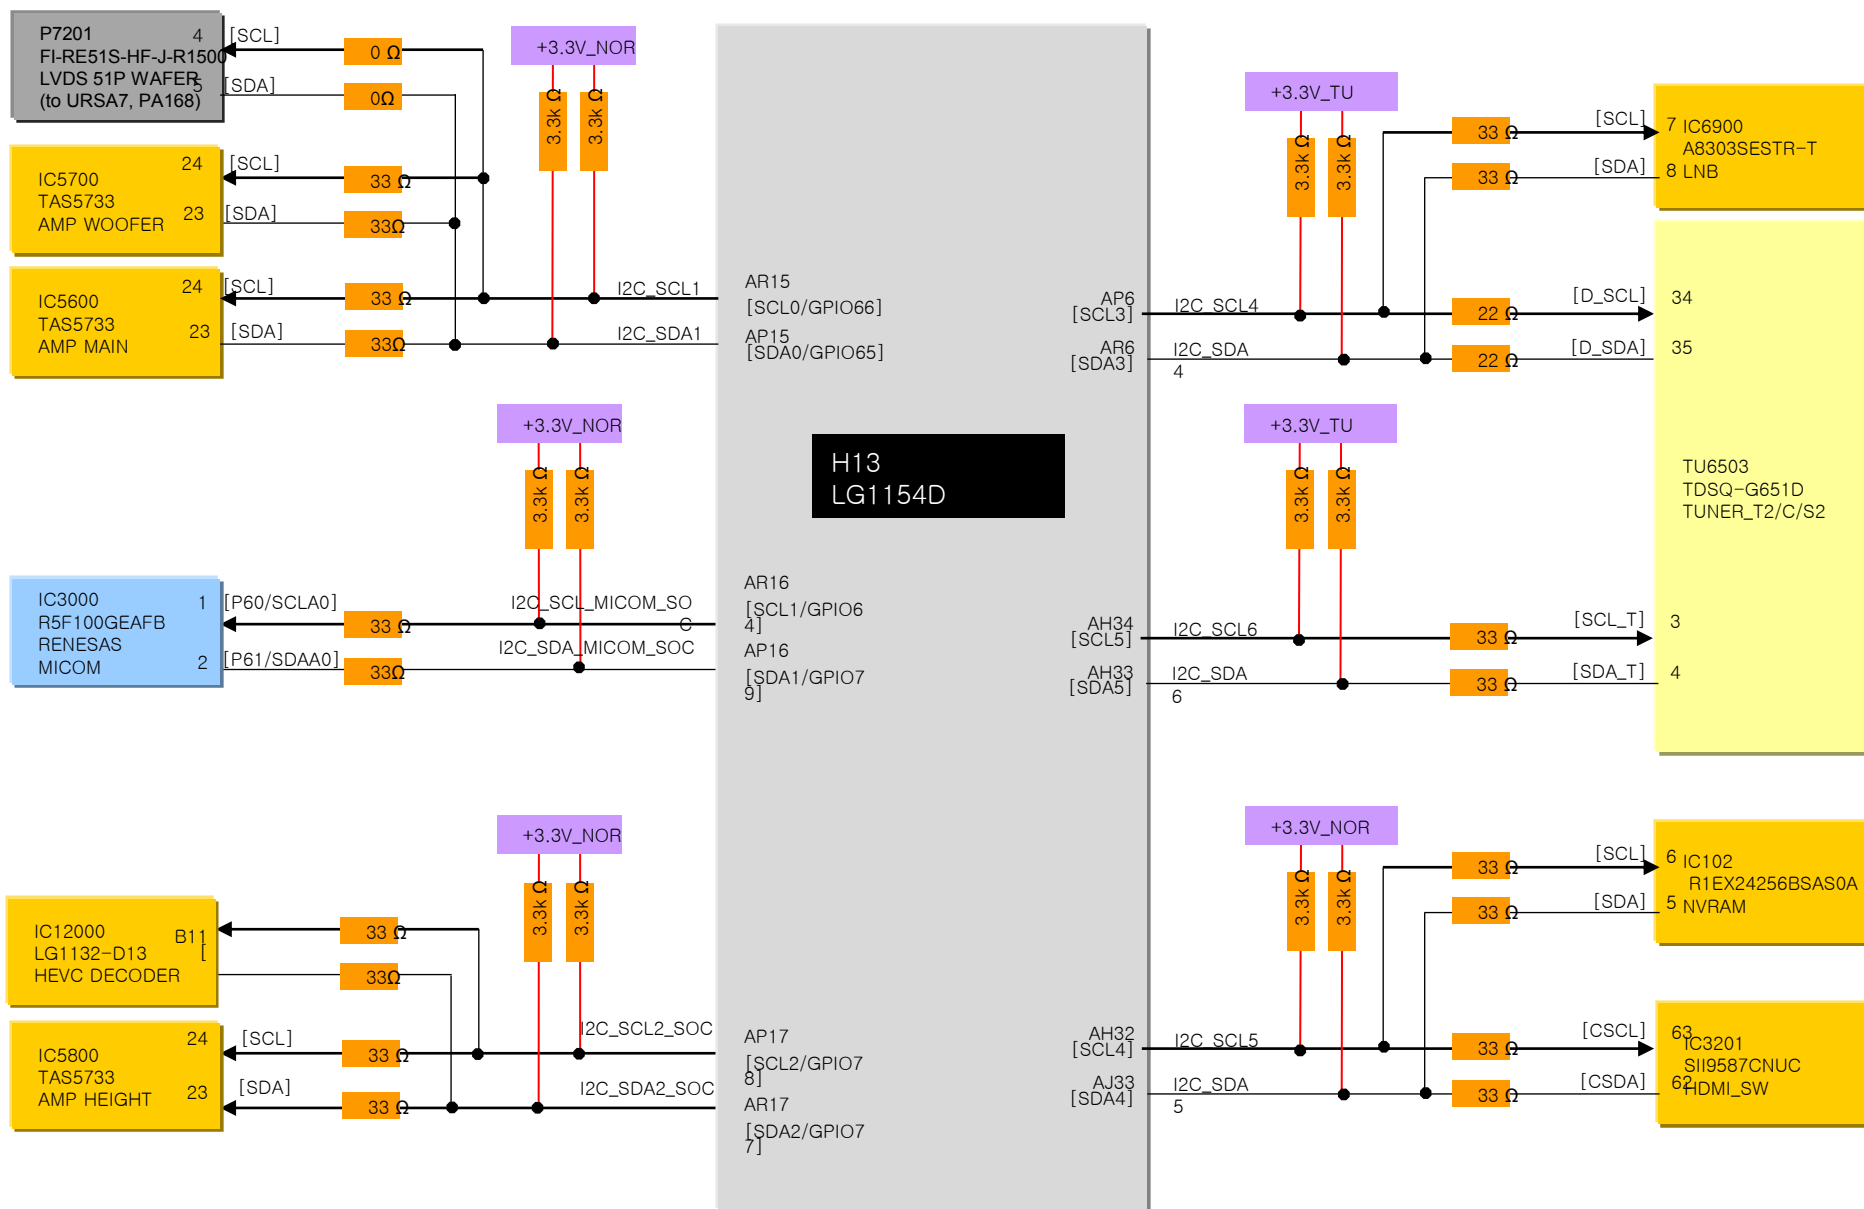 P7201
FI-RE51S-HF-J-R1500
LVDS 51P WAFER
(to URSA7, PA168)
4
5
[SCL]
[SDA]
0 Ω
0Ω
IC5700
TAS5733
AMP WOOFER
24
23
[SCL]
[SDA]
33 Ω
33Ω
IC5600
TAS5733
AMP MAIN
24
23
[SCL]
[SDA]
33 Ω
33Ω
+3.3V_NOR
3.3k Ω
3.3k Ω
I2C_SCL1
I2C_SDA1
AR15
[SCL0/GPIO66]
AP15
[SDA0/GPIO65]
IC3000
R5F100GEAFB
RENESAS
MICOM
1
2
[P60/SCLA0]
[P61/SDAA0]
33 Ω
33Ω
+3.3V_NOR
3.3k Ω
3.3k Ω
I2C_SCL_MICOM_SO
C
I2C_SDA_MICOM_SOC
AR16
[SCL1/GPIO6
4]
AP16
[SDA1/GPIO7
9]
IC12000
LG1132-D13
HEVC DECODER
B11
[
33 Ω
33Ω
IC5800
TAS5733
AMP HEIGHT
24
23
[SCL]
[SDA]
33 Ω
33 Ω
+3.3V_NOR
3.3k Ω
3.3k Ω
I2C_SCL2_SOC
I2C_SDA2_SOC
AP17
[SCL2/GPIO7
8]
AR17
[SDA2/GPIO7
7]
H13
LG1154D
AP6
[SCL3]
AR6
[SDA3]
I2C_SCL4
I2C_SDA
4
+3.3V_TU
3.3k Ω
3.3k Ω
33 Ω
33 Ω
[SCL]
[SDA]
7
8
IC6900
A8303SESTR-T
LNB
22 Ω
22 Ω
[D_SCL]
[D_SDA]
34
35
TU6503
TDSQ-G651D
TUNER_T2/C/S2
AH34
[SCL5]
AH33
[SDA5]
I2C_SCL6
I2C_SDA
6
+3.3V_TU
3.3k Ω
3.3k Ω
33 Ω
33 Ω
[SCL_T]
[SDA_T]
3
4
+3.3V_NOR
3.3k Ω
3.3k Ω
33 Ω
33 Ω
[SCL]
[SDA]
6
5
IC102
R1EX24256BSAS0A
NVRAM
AH32
[SCL4]
AJ33
[SDA4]
I2C_SCL5
I2C_SDA
5
33 Ω
33 Ω
[CSCL]
[CSDA]
63
62
IC3201
SII9587CNUC
HDMI_SW